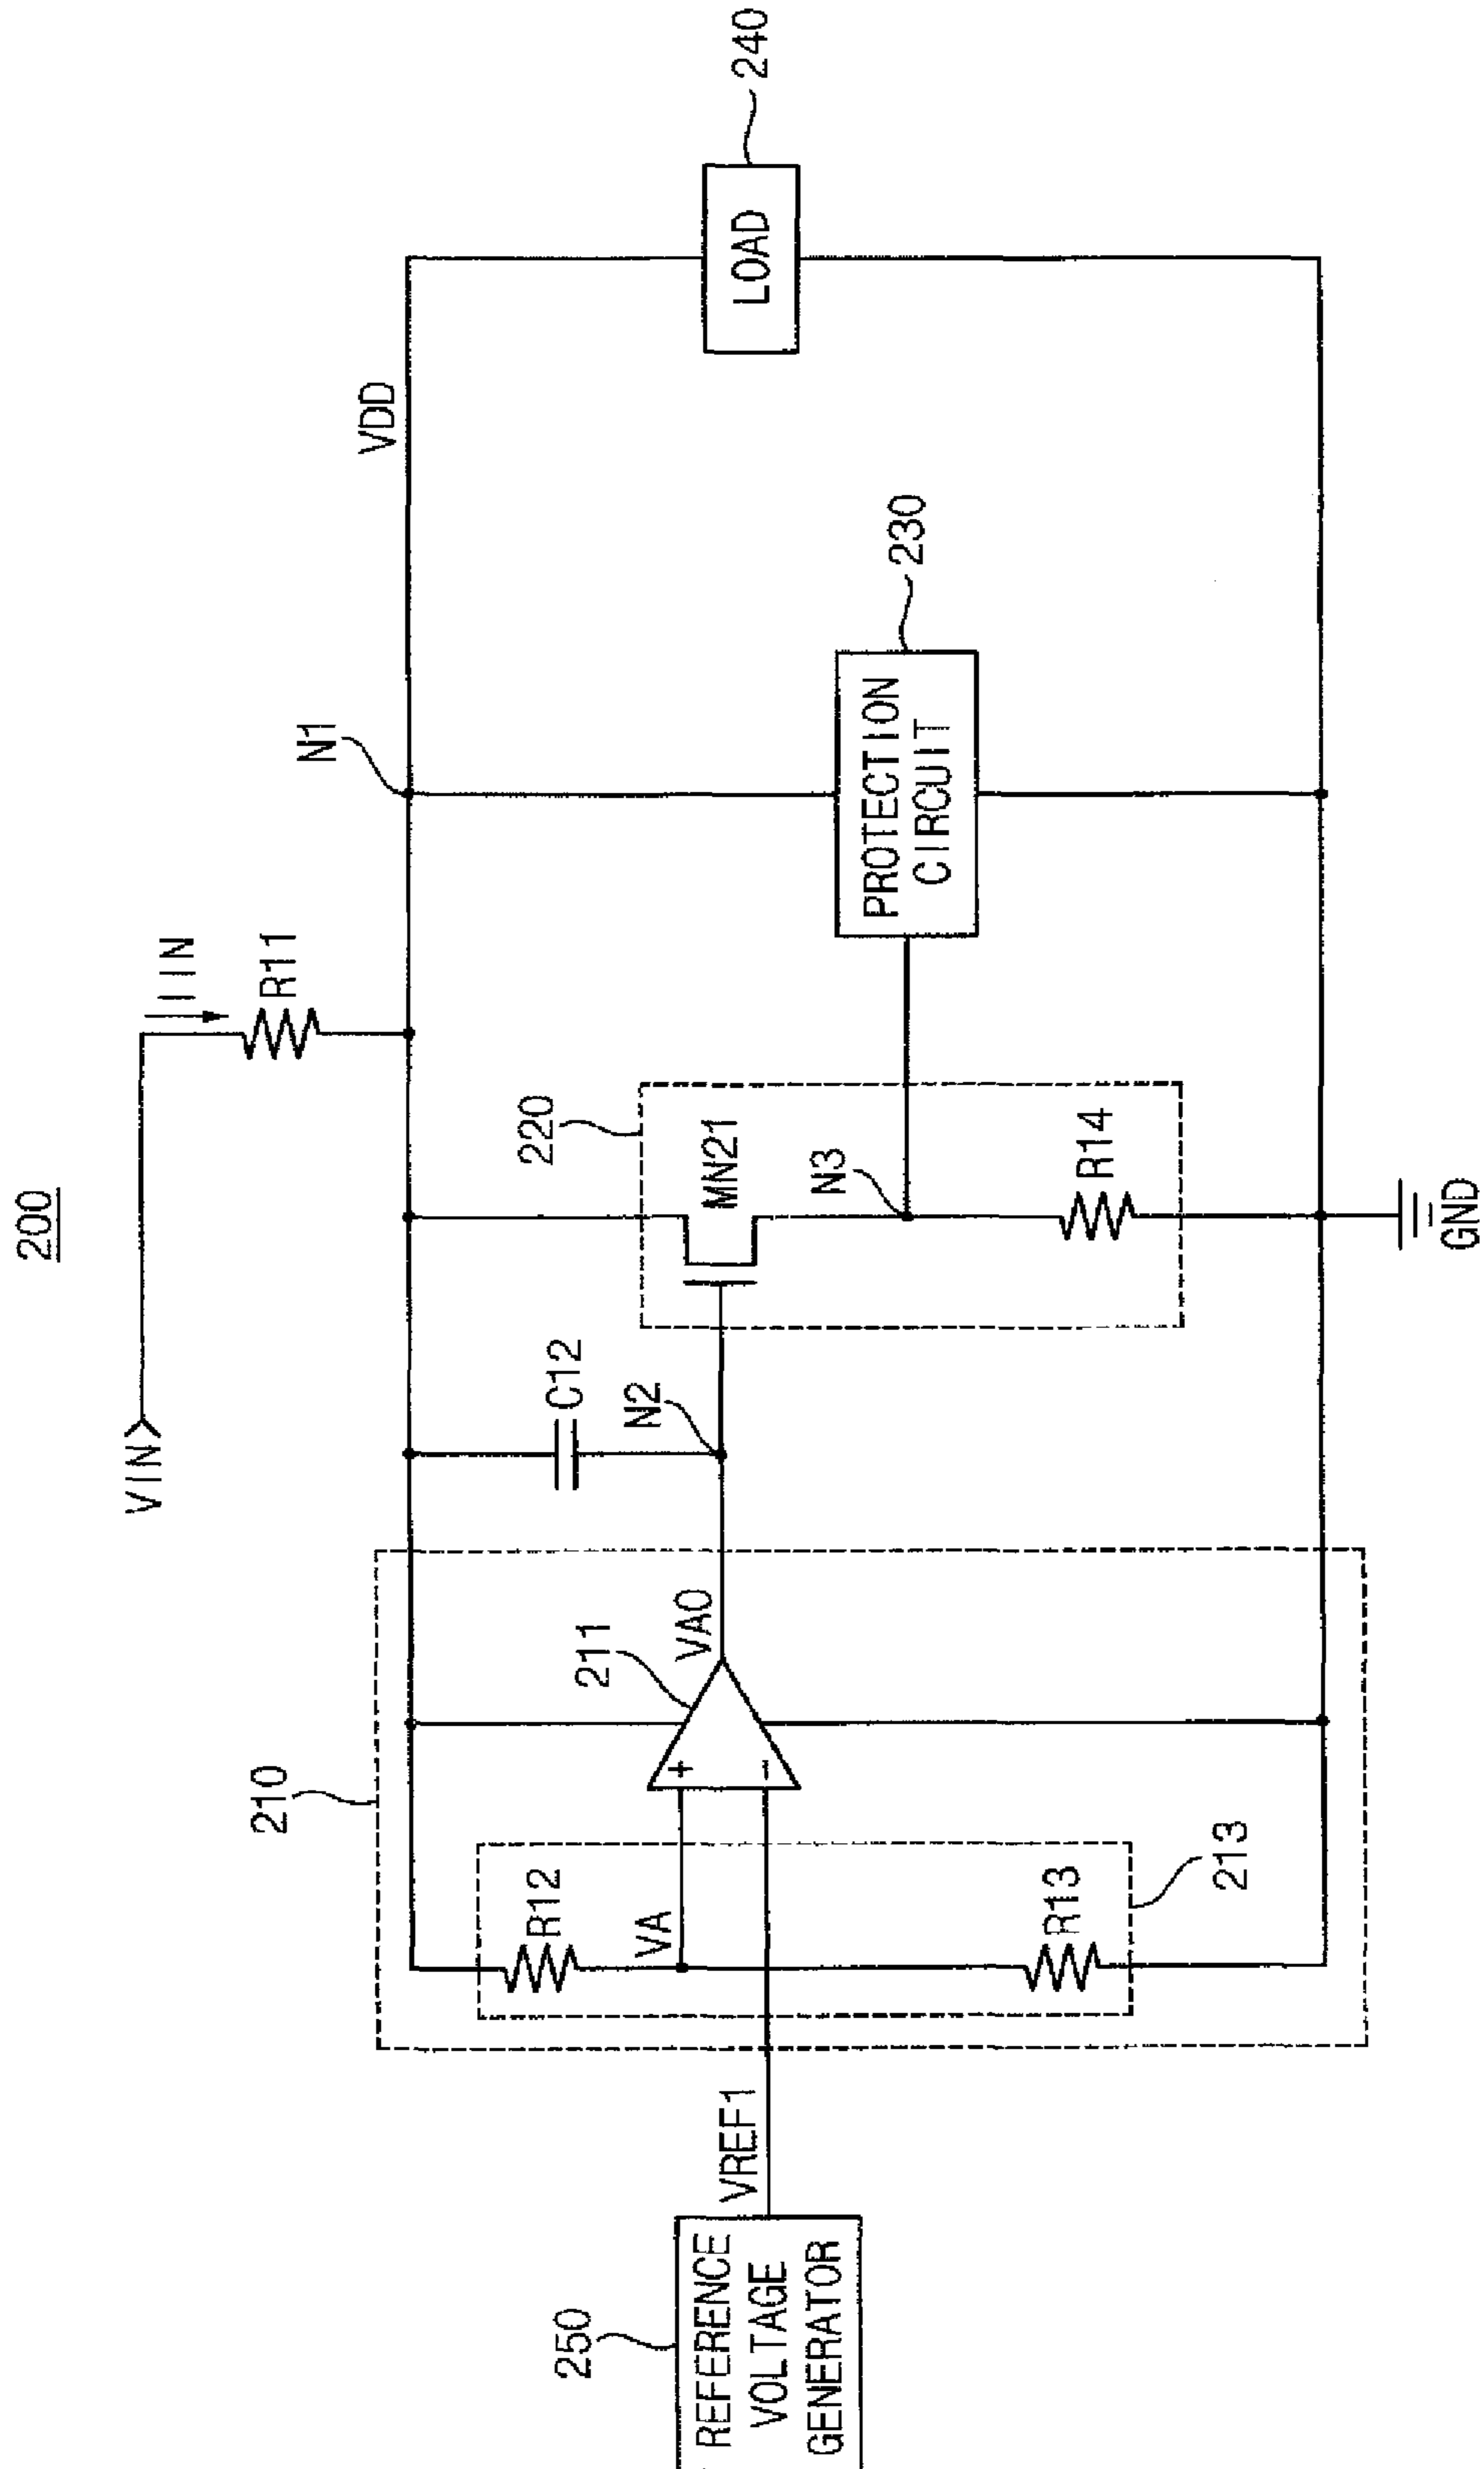 200
VIN
IIN
R11
N1
VDD
210
R12
VA
R13
213
211
VAO
C12
N2
220
MN21
N3
R14
PROTECTION
CIRCUIT
230
LOAD
240
250
REFERENCE
VOLTAGE
GENERATOR
VREF1
GND